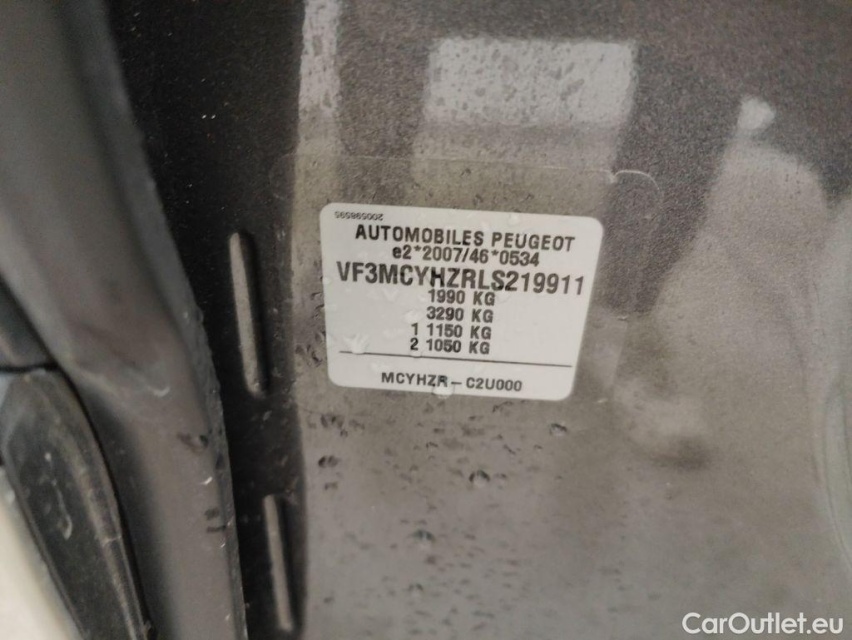 200598595
AUTOMOBILES PEUGEOT
e2*2007/46*0534
VF3MCYHZRLS219911
1990 KG
3290 KG
1 1150 KG
2 1050 KG
MCYHZR – C2U000
CarOutlet.eu